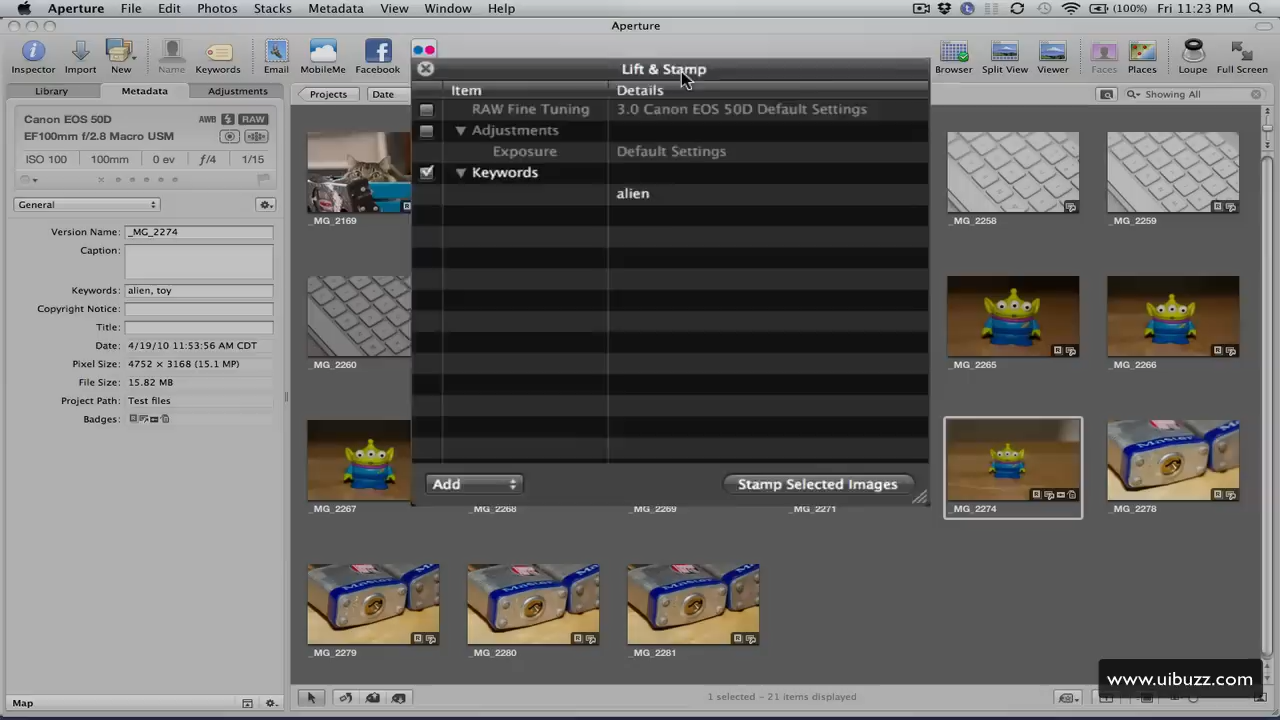 Aperture File Edit Photos Stacks Metadata View Window Help (100%) Fri 11:23 PM
Aperture
Inspector Import New Name Keywords Email MobileMe Facebook Browser Split View Viewer Faces Places Loupe Full Screen
Library Metadata Adjustments
Projects Date Showing All
Lift & Stamp
Item Details
RAW Fine Tuning 3.0 Canon EOS 50D Default Settings
Adjustments
Exposure Default Settings
Keywords
alien
Add Stamp Selected Images
Canon EOS 50D AWB RAW
EF100mm f/2.8 Macro USM
ISO 100 100mm 0 ev ƒ/4 1/15
General
Version Name: _MG_2274
Caption:
Keywords: alien, toy
Copyright Notice:
Title:
Date: 4/19/10 11:53:56 AM CDT
Pixel Size: 4752 × 3168 (15.1 MP)
File Size: 15.82 MB
Project Path: Test files
Badges:
Map
_MG_2169 _MG_2258 _MG_2259
_MG_2260 _MG_2265 _MG_2266
_MG_2267 _MG_2268 _MG_2269 _MG_2271 _MG_2274 _MG_2278
_MG_2279 _MG_2280 _MG_2281
1 selected - 21 items displayed
www.uibuzz.com